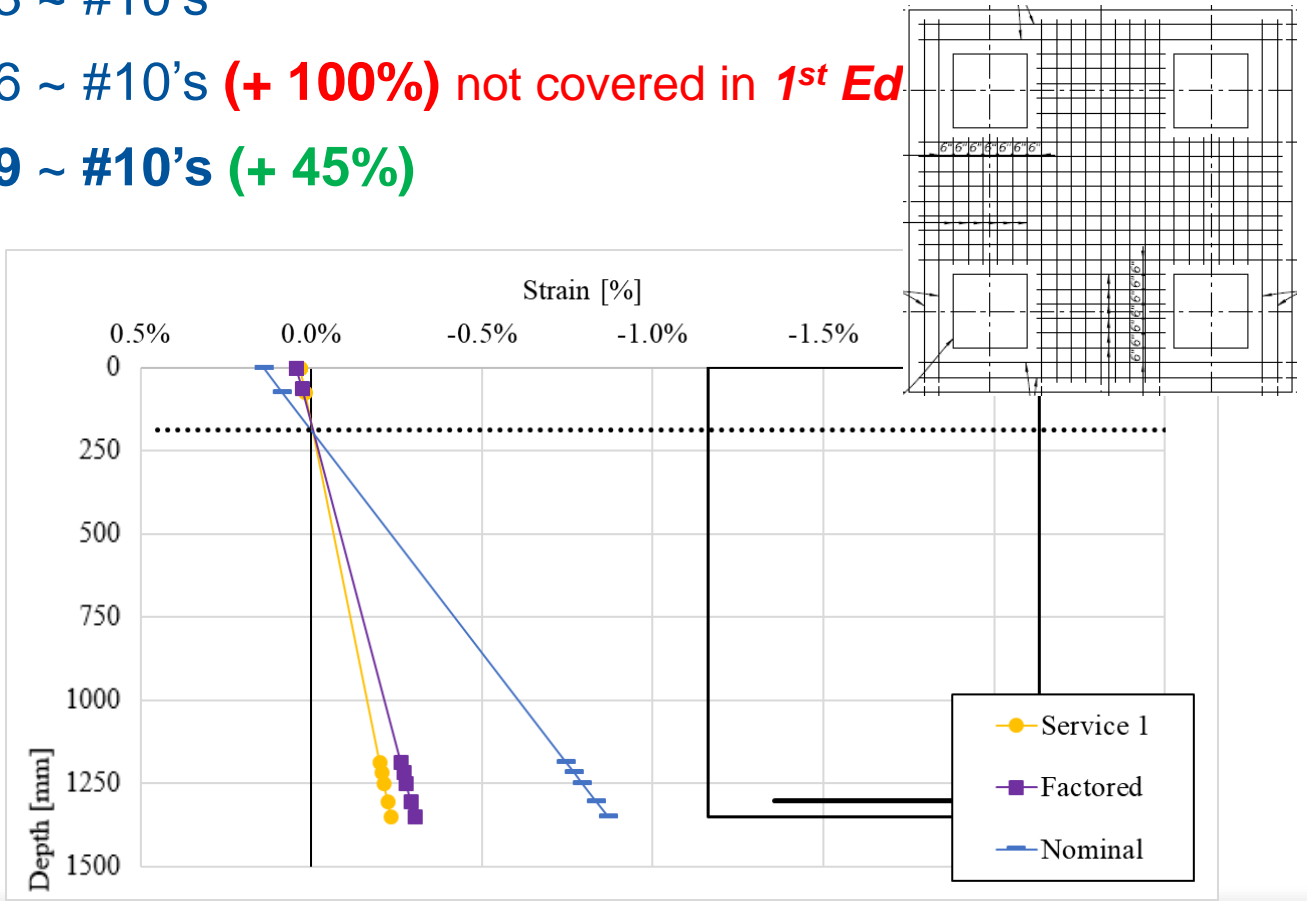 #10's
6 ~ #10’s (+ 100%) not covered in 1st Ed
9 ~ #10’s (+ 45%)
6" 6" 6" 6" 6" 6" 6"
6" 6" 6" 6" 6" 6" 6"
Strain [%]
0.5% 0.0% -0.5% -1.0% -1.5%
0
250
500
750
1000
1250
1500
Depth [mm]
Service 1
Factored
Nominal